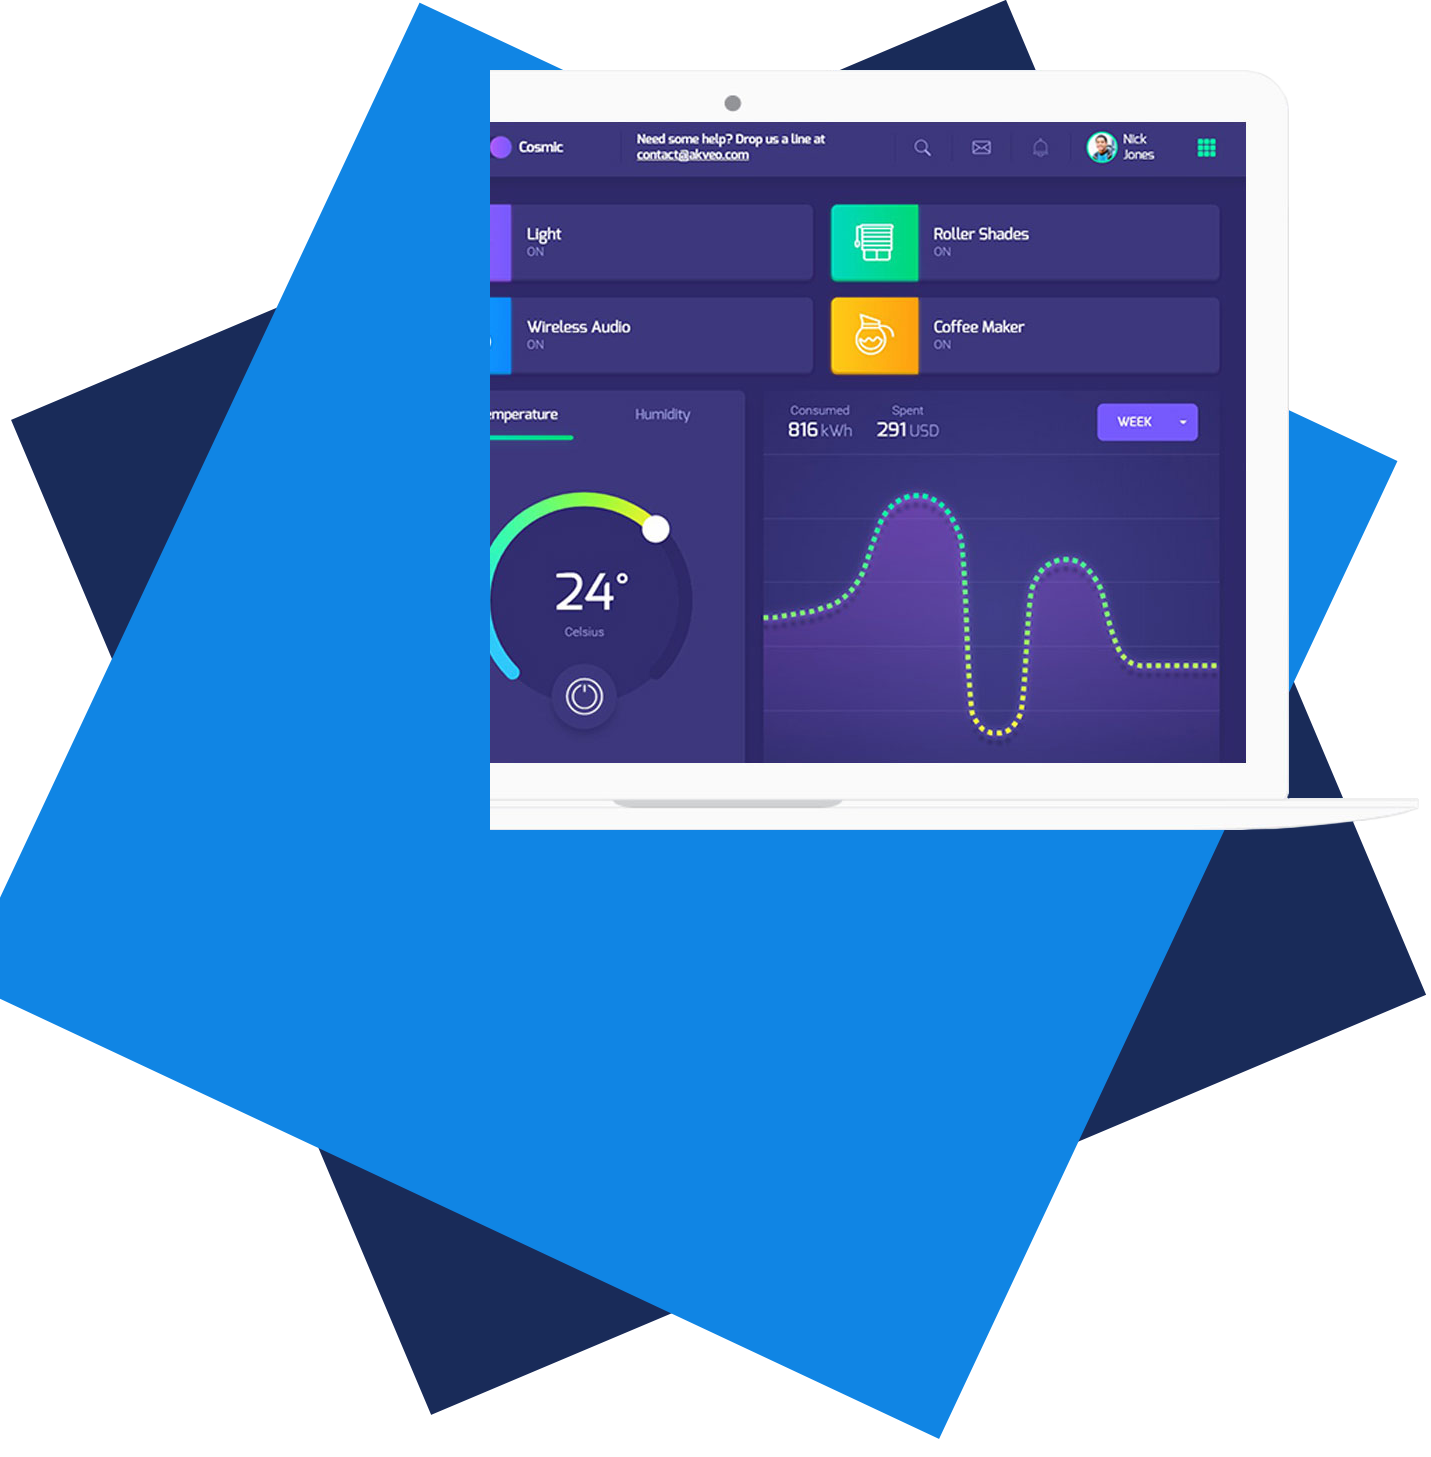 Cosmic
Need some help? Drop us a line at
contact@akveo.com
Nick
Jones
Light
ON
Roller Shades
ON
Wireless Audio
ON
Coffee Maker
ON
emperature
Humidity
Consumed
816 kWh
Spent
291 USD
WEEK
24°
Celsius